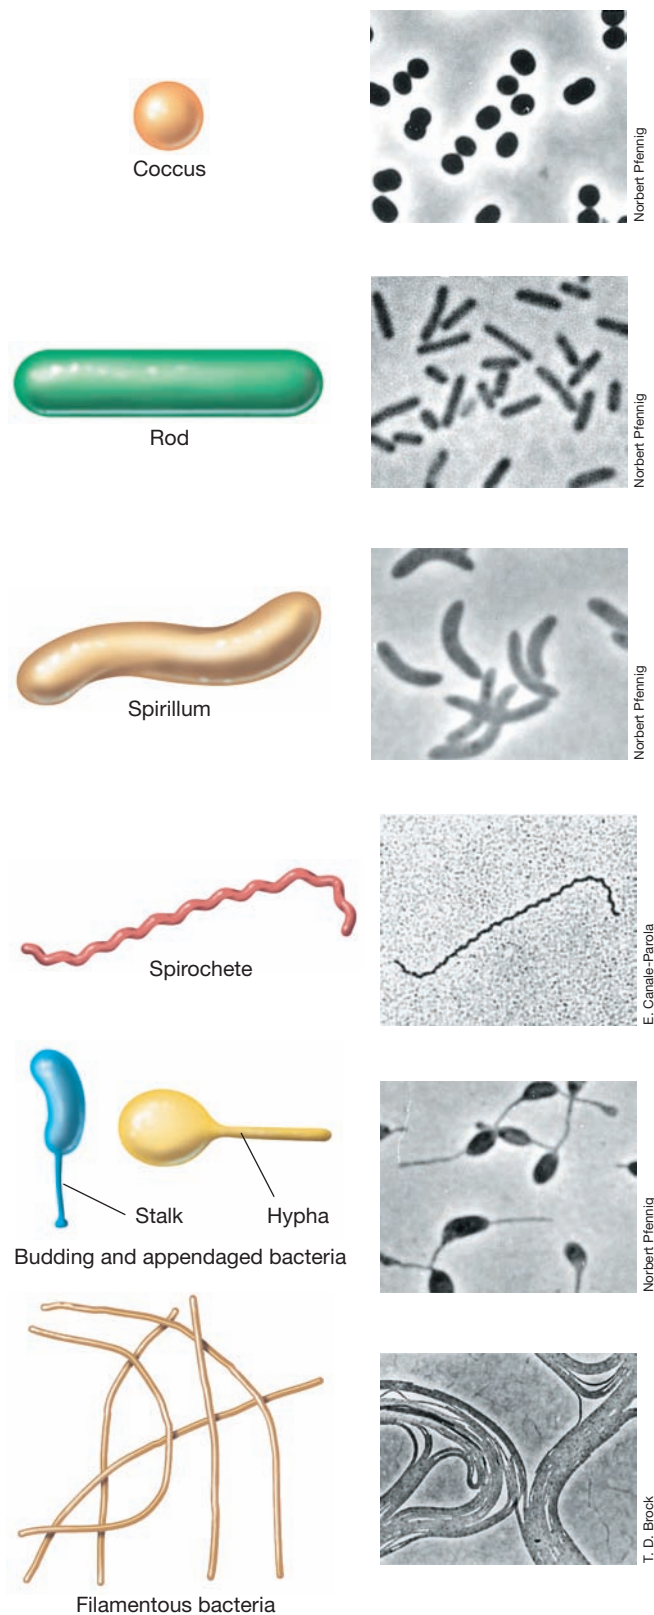 Coccus
Norbert Pfennig
Rod
Norbert Pfennig
Spirillum
Norbert Pfennig
Spirochete
E. Canale-Parola
Stalk
Hypha
Budding and appendaged bacteria
Norbert Pfennig
Filamentous bacteria
T. D. Brock